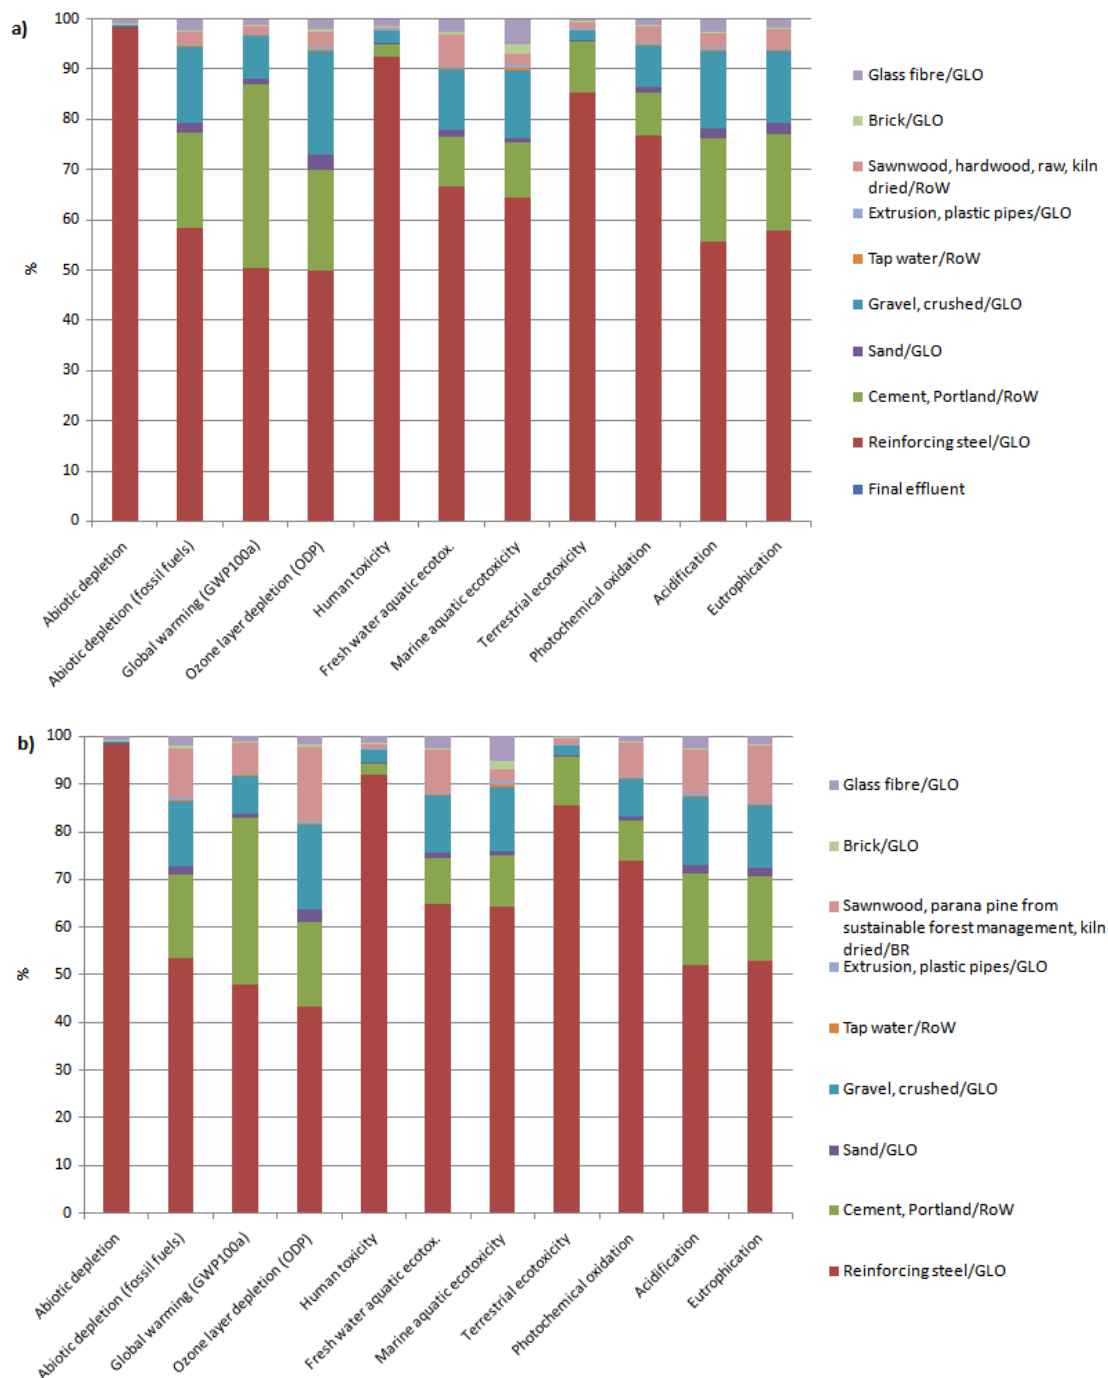 a)
100
90
80
70
60
50
40
30
20
10
0
%
Abiotic depletion
Abiotic depletion (fossil fuels)
Global warming (GWP100a)
Ozone layer depletion (ODP)
Human toxicity
Fresh water aquatic ecotox.
Marine aquatic ecotoxicity
Terrestrial ecotoxicity
Photochemical oxidation
Acidification
Eutrophication
Glass fibre/GLO
Brick/GLO
Sawnwood, hardwood, raw, kiln
dried/RoW
Extrusion, plastic pipes/GLO
Tap water/RoW
Gravel, crushed/GLO
Sand/GLO
Cement, Portland/RoW
Reinforcing steel/GLO
Final effluent
b)
100
90
80
70
60
50
40
30
20
10
0
%
Abiotic depletion
Abiotic depletion (fossil fuels)
Global warming (GWP100a)
Ozone layer depletion (ODP)
Human toxicity
Fresh water aquatic ecotox.
Marine aquatic ecotoxicity
Terrestrial ecotoxicity
Photochemical oxidation
Acidification
Eutrophication
Glass fibre/GLO
Brick/GLO
Sawnwood, parana pine from
sustainable forest management, kiln
dried/BR
Extrusion, plastic pipes/GLO
Tap water/RoW
Gravel, crushed/GLO
Sand/GLO
Cement, Portland/RoW
Reinforcing steel/GLO